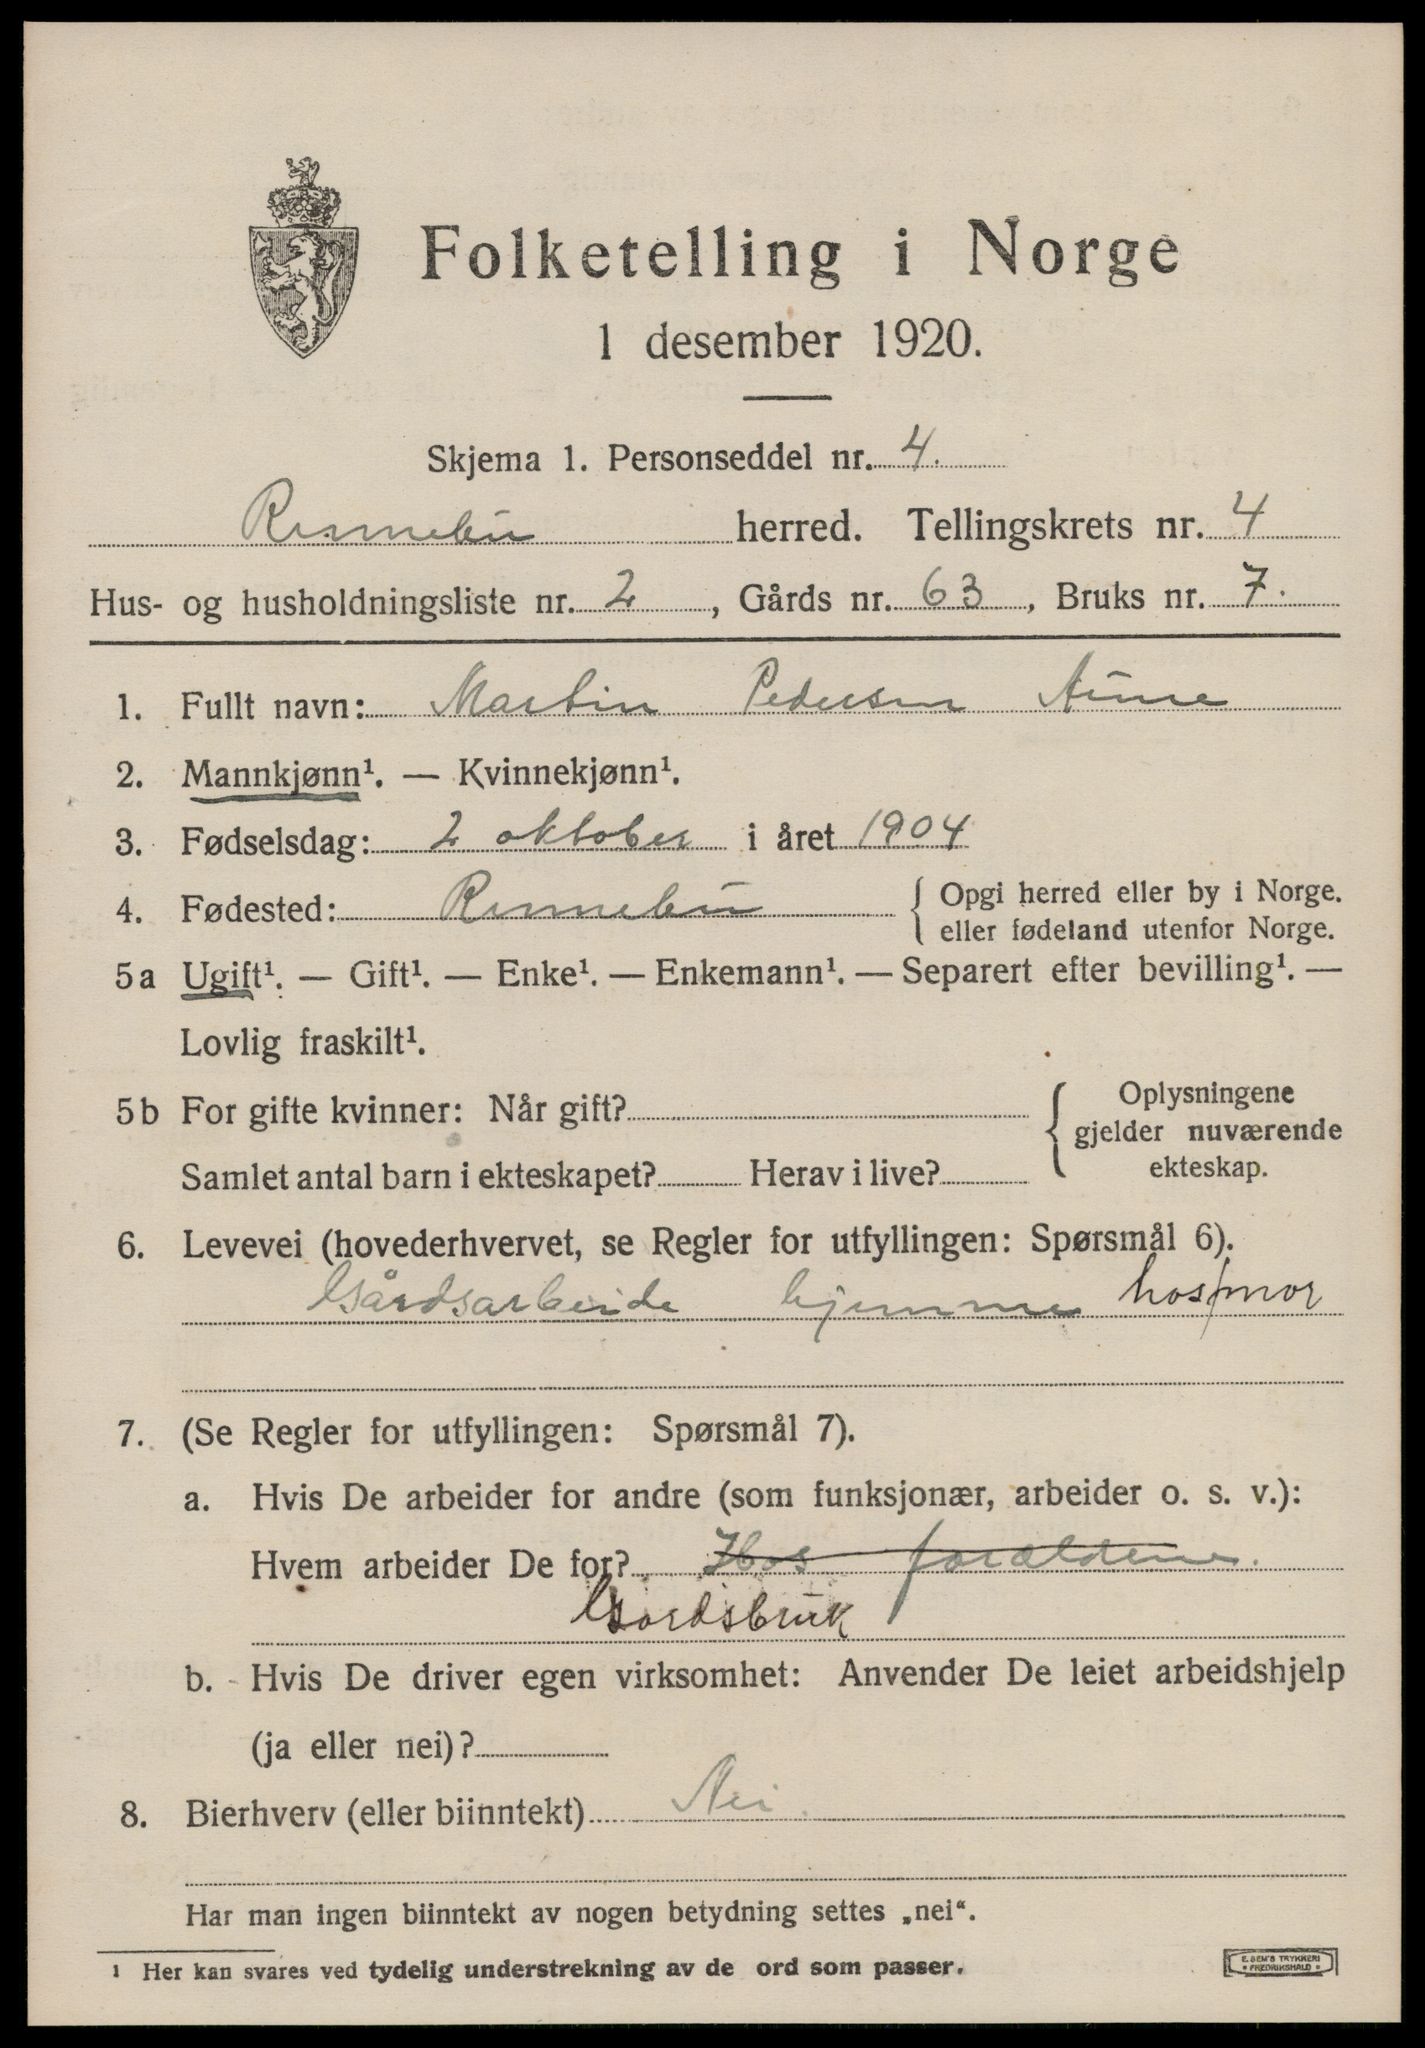 Folketelling i Norge
1 desember 1920.
Skjema 1. Personseddel nr. 4.
Rennebu herred. Tellingskrets nr. 4
Hus- og husholdningsliste nr. 2, Gårds nr. 63, Bruks nr. 7.
1. Fullt navn: Martin Pedersen Aune
2. Mannkjønn¹. — Kvinnekjønn¹.
3. Fødselsdag: 2 oktober i året 1904
4. Fødested: Rennebu { Opgi herred eller by i Norge.
eller fødeland utenfor Norge.
5a Ugift¹. — Gift¹. — Enke¹. — Enkemann¹. — Separert efter bevilling¹. —
Lovlig fraskilt¹.
5b For gifte kvinner: Når gift? { Oplysningene
gjelder nuværende
Samlet antal barn i ekteskapet? Herav i live? ekteskap.
6. Levevei (hovederhvervet, se Regler for utfyllingen: Spørsmål 6).
Gårdsarbeide hjemme hos mor
7. (Se Regler for utfyllingen: Spørsmål 7).
a. Hvis De arbeider for andre (som funksjonær, arbeider o. s. v.):
Hvem arbeider De for? Hos forældrene.
Gardsbruk
b. Hvis De driver egen virksomhet: Anvender De leiet arbeidshjelp
(ja eller nei)?
8. Bierhverv (eller biinntekt) Nei.
Har man ingen biinntekt av nogen betydning settes „nei“.
¹ Her kan svares ved tydelig understrekning av de ord som passer.
E. SEM'S TRYKKERI
• FREDRIKSHALD •